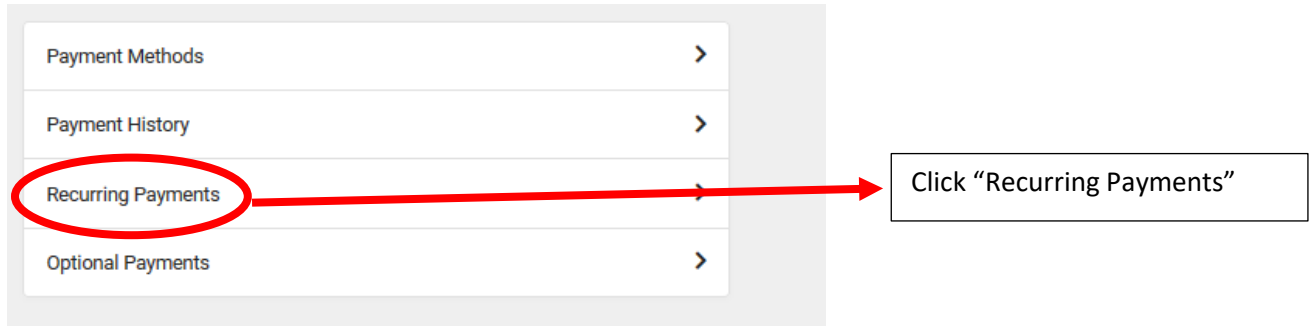 Payment Methods
Payment History
Recurring Payments
Click “Recurring Payments”
Optional Payments